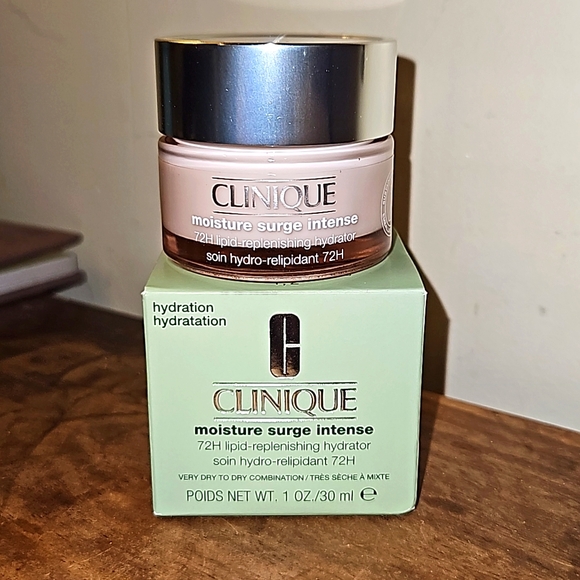 CLINIQUE
moisture surge intense
72H lipid-replenishing hydrator
soin hydro-relipidant 72H
hydration
hydratation
C
CLINIQUE
moisture surge intense
72H lipid-replenishing hydrator
soin hydro-relipidant 72H
VERY DRY TO DRY COMBINATION / TRÈS SÈCHE À MIXTE
POIDS NET WT. 1 OZ./30 ml ℮